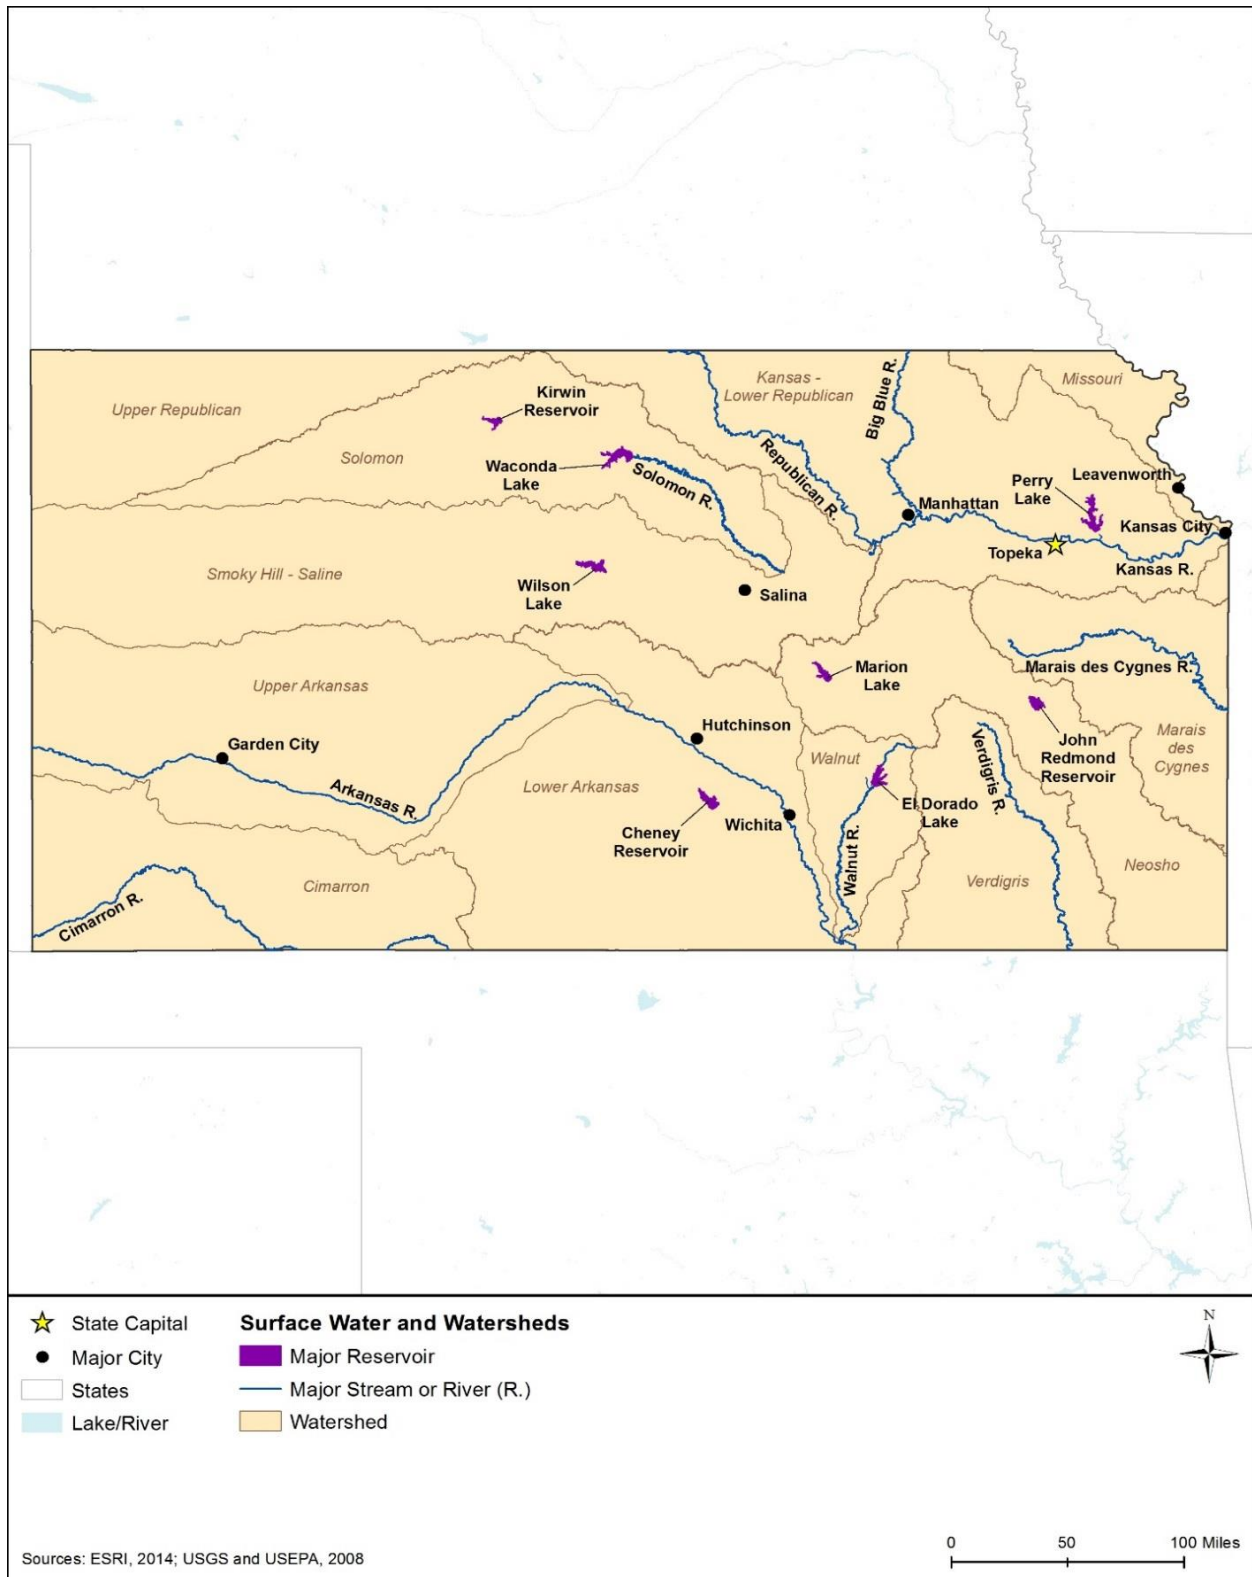 Kansas -
Lower Republican
Missouri
Upper Republican
Kirwin
Reservoir
Big Blue R.
Solomon
Waconda
Lake
Solomon R.
Republican R.
Perry
Lake
Leavenworth
Manhattan
Kansas City
Topeka
Kansas R.
Smoky Hill - Saline
Wilson
Lake
Salina
Marion
Lake
Marais des Cygnes R.
Upper Arkansas
Garden City
Hutchinson
Arkansas R.
Lower Arkansas
Walnut
Verdigris R.
John
Redmond
Reservoir
Marais
des
Cygnes
Cheney
Reservoir
Wichita
El Dorado
Lake
Walnut R.
Verdigris
Neosho
Cimarron
Cimarron R.
State Capital
Major City
States
Lake/River
Surface Water and Watersheds
Major Reservoir
Major Stream or River (R.)
Watershed
N
Sources: ESRI, 2014; USGS and USEPA, 2008
0 50 100 Miles